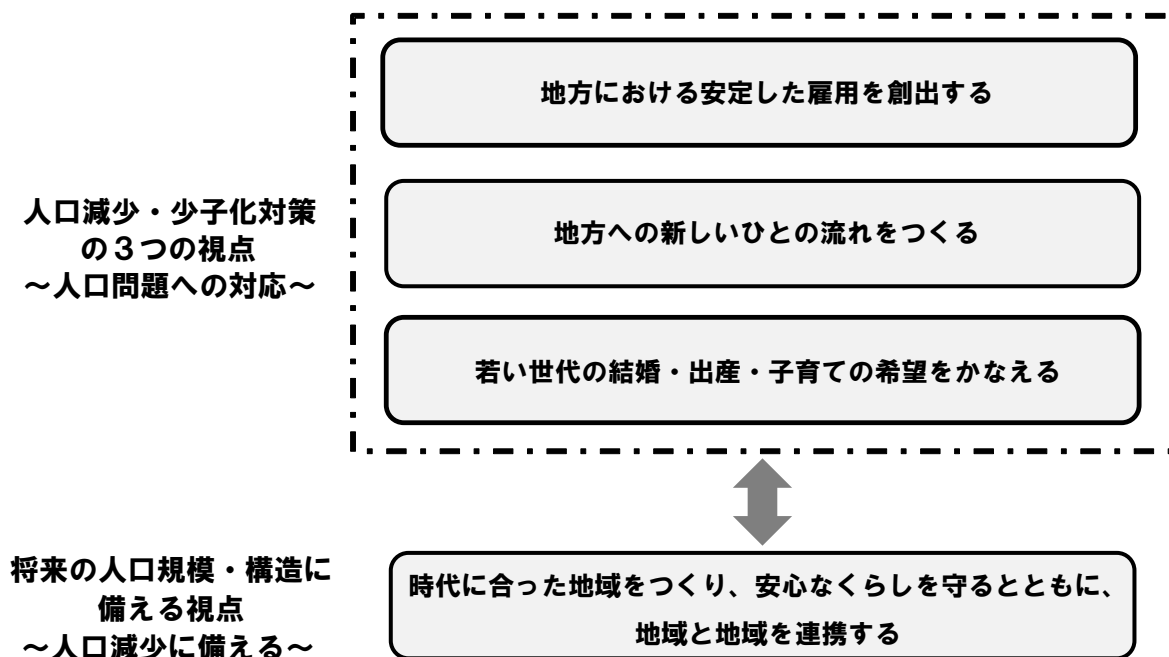 地方における安定した雇用を創出する
人口減少・少子化対策
の３つの視点
～人口問題への対応～
地方への新しいひとの流れをつくる
若い世代の結婚・出産・子育ての希望をかなえる
将来の人口規模・構造に
備える視点
～人口減少に備える～
時代に合った地域をつくり、安心なくらしを守るとともに、
地域と地域を連携する